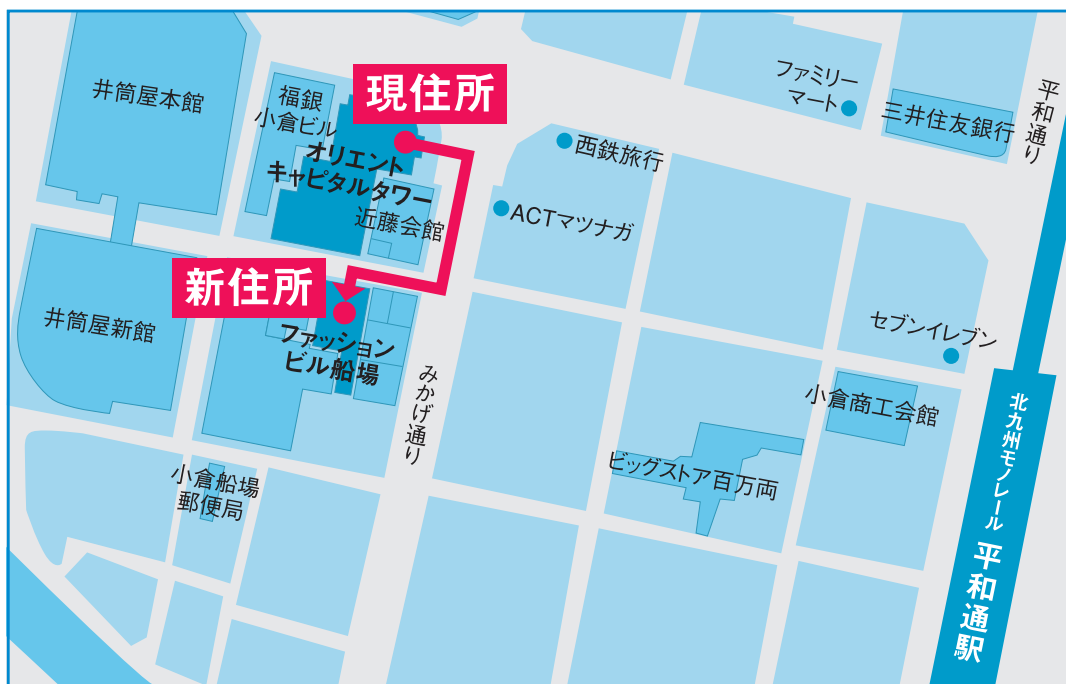 現住所
井筒屋本館
福銀
小倉ビル
オリエント
キャピタルタワー
近藤会館
西鉄旅行
ACTマツナガ
ファミリー
マート
三井住友銀行
平和通り
新住所
井筒屋新館
ファッション
ビル船場
みかげ通り
セブンイレブン
小倉商工会館
ビッグストア百万両
小倉船場
郵便局
北九州モノレール
平和通駅